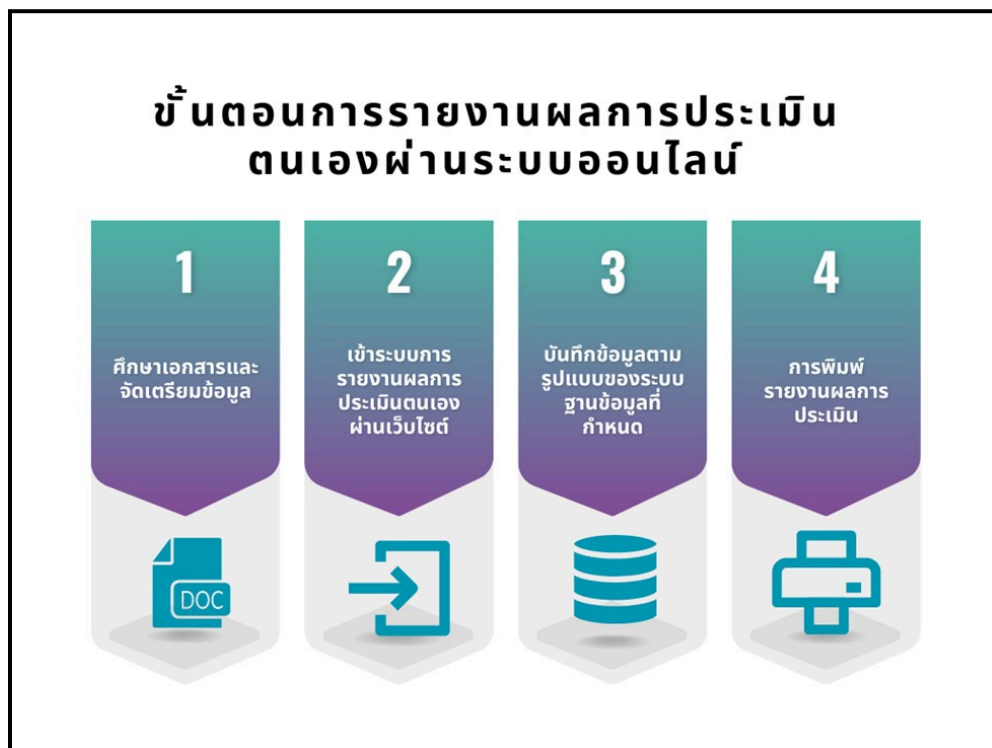 ขั้นตอนการรายงานผลการประเมิน
ตนเองผ่านระบบออนไลน์
1
ศึกษาเอกสารและ
จัดเตรียมข้อมูล
DOC
2
เข้าระบบการ
รายงานผลการ
ประเมินตนเอง
ผ่านเว็บไซต์
3
บันทึกข้อมูลตาม
รูปแบบของระบบ
ฐานข้อมูลที่
กำหนด
4
การพิมพ์
รายงานผลการ
ประเมิน